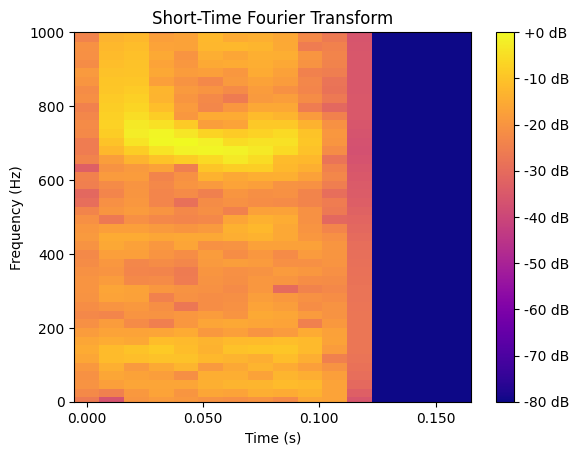 Short-Time Fourier Transform
1000
800
600
400
200
0
Frequency (Hz)
0.000
0.050
0.100
0.150
Time (s)
+0 dB
-10 dB
-20 dB
-30 dB
-40 dB
-50 dB
-60 dB
-70 dB
-80 dB